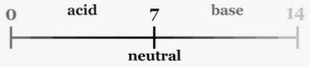 acid base
0 7 14
neutral